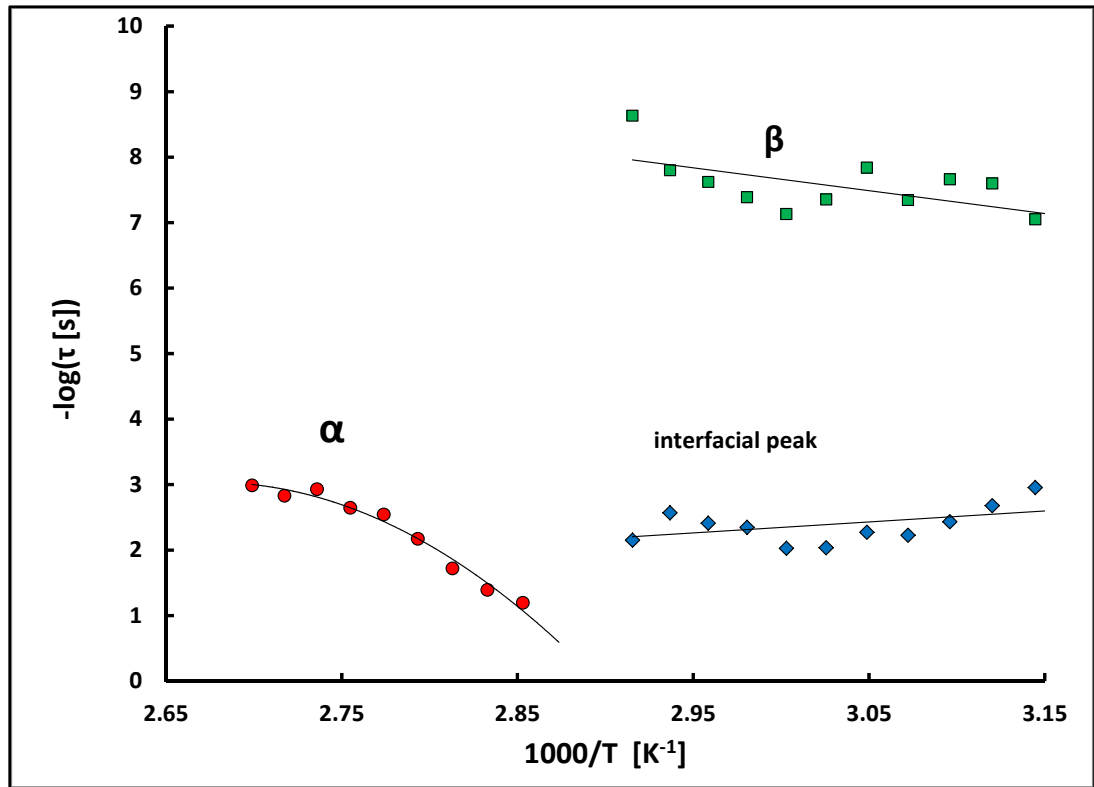 10
9
8
7
6
5
4
3
2
1
0
-log(τ [s])
β
α
interfacial peak
2.65 2.75 2.85 2.95 3.05 3.15
1000/T [K⁻¹]